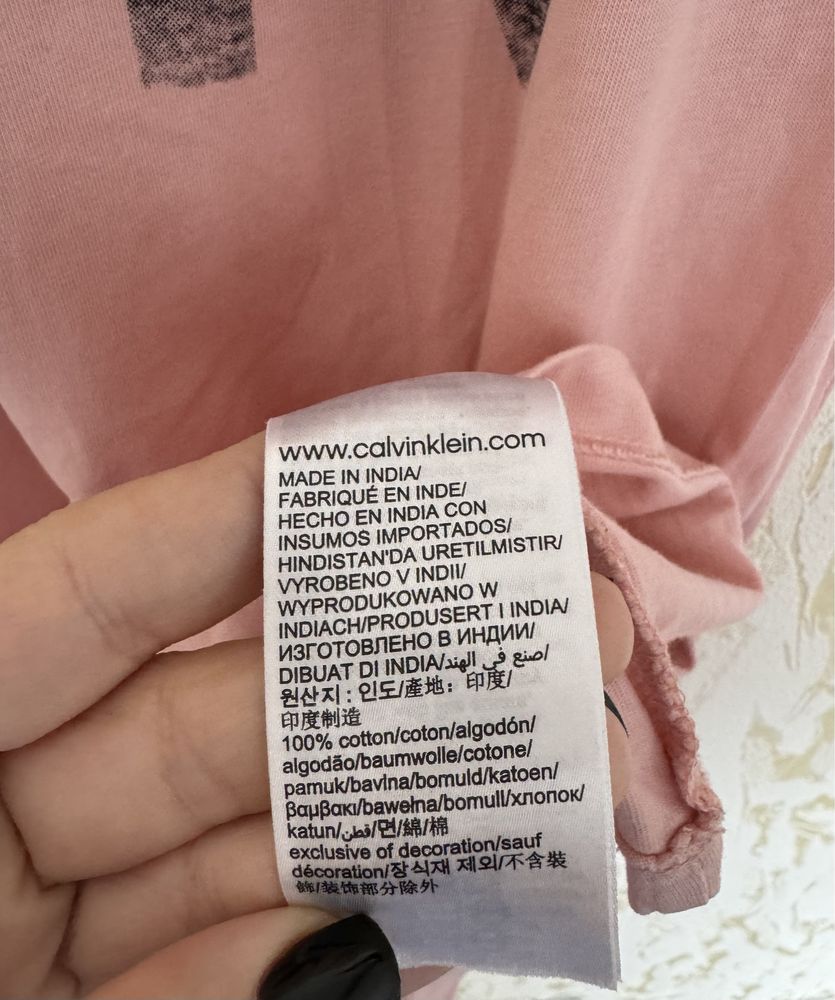 www.calvinklein.com
MADE IN INDIA/
FABRIQUÉ EN INDE/
HECHO EN INDIA CON
INSUMOS IMPORTADOS/
HINDISTAN'DA URETILMISTIR/
VYROBENO V INDII/
WYPRODUKOWANO W
INDIACH/PRODUSERT I INDIA/
ИЗГОТОВЛЕНО В ИНДИИ/
DIBUAT DI INDIA/صنع في الهند/
원산지 : 인도/產地：印度/
印度制造
100% cotton/coton/algodón/
algodão/baumwolle/cotone/
pamuk/bavlna/bomuld/katoen/
βαμβακι/bawełna/bomull/хлопок/
katun/قطن/면/綿/棉
exclusive of decoration/sauf
décoration/장식재 제외/不含裝
飾/装饰部分除外